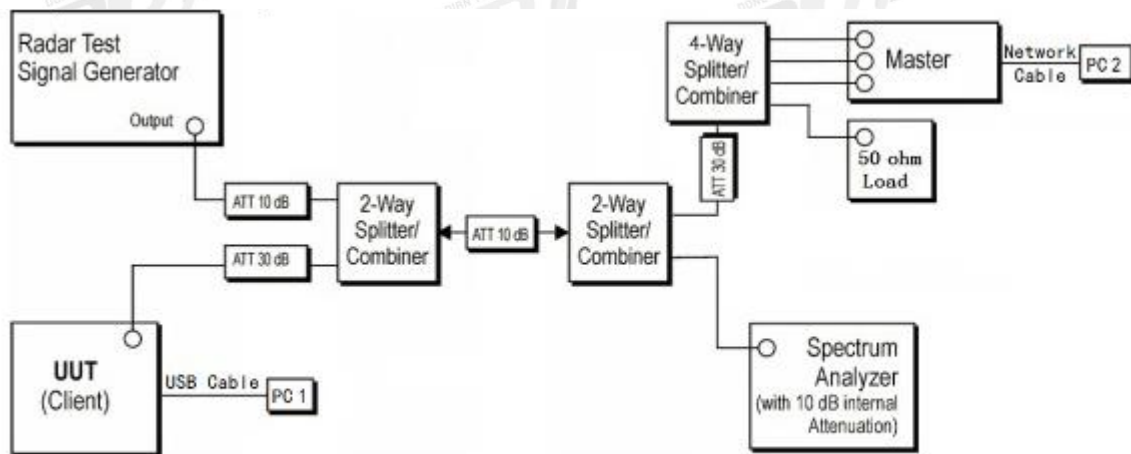 Radar Test
Signal Generator
Output
ATT 10 dB
ATT 30 dB
2-Way
Splitter/
Combiner
ATT 10 dB
2-Way
Splitter/
Combiner
4-Way
Splitter/
Combiner
ATT 30 dB
Master
Network
Cable
PC 2
50 ohm
Load
UUT
(Client)
USB Cable
PC 1
Spectrum
Analyzer
(with 10 dB internal
Attenuation)